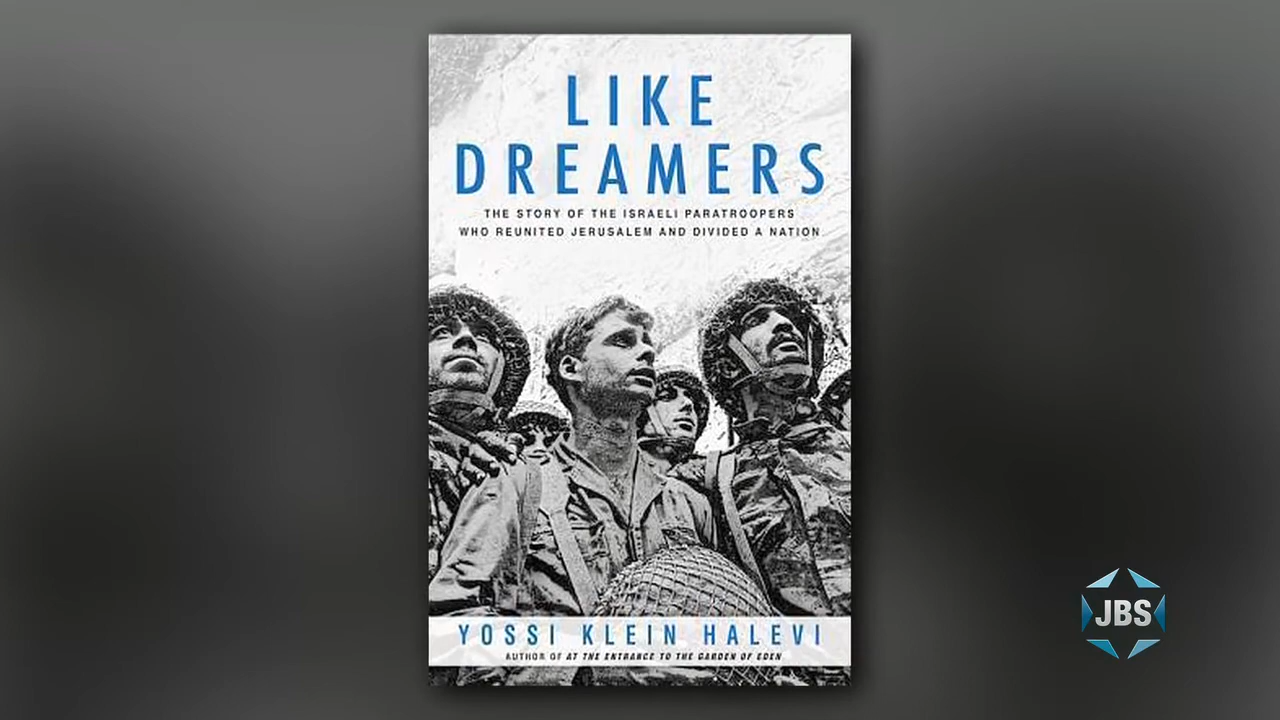 LIKE
DREAMERS
THE STORY OF THE ISRAELI PARATROOPERS
WHO REUNITED JERUSALEM AND DIVIDED A NATION
YOSSI KLEIN HALEVI
AUTHOR OF AT THE ENTRANCE TO THE GARDEN OF EDEN
JBS